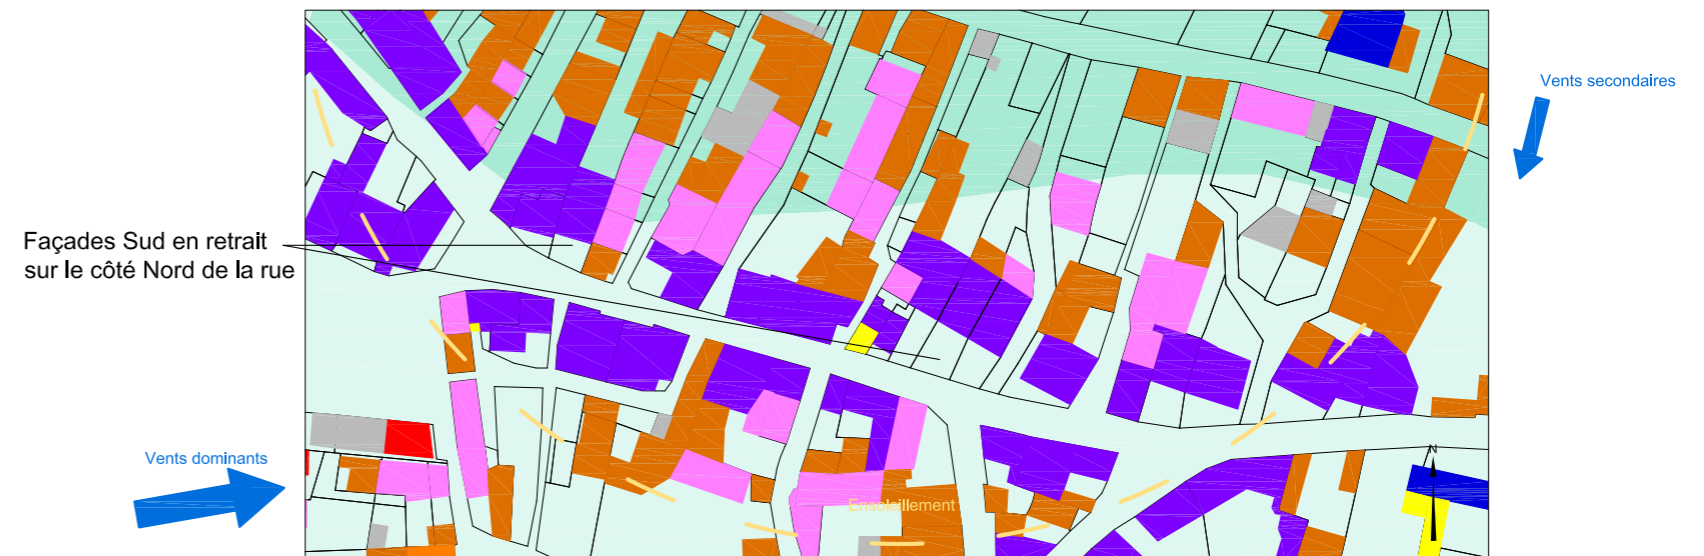 Vents secondaires
Façades Sud en retrait
sur le côté Nord de la rue
Vents dominants
N
Ensoleillement